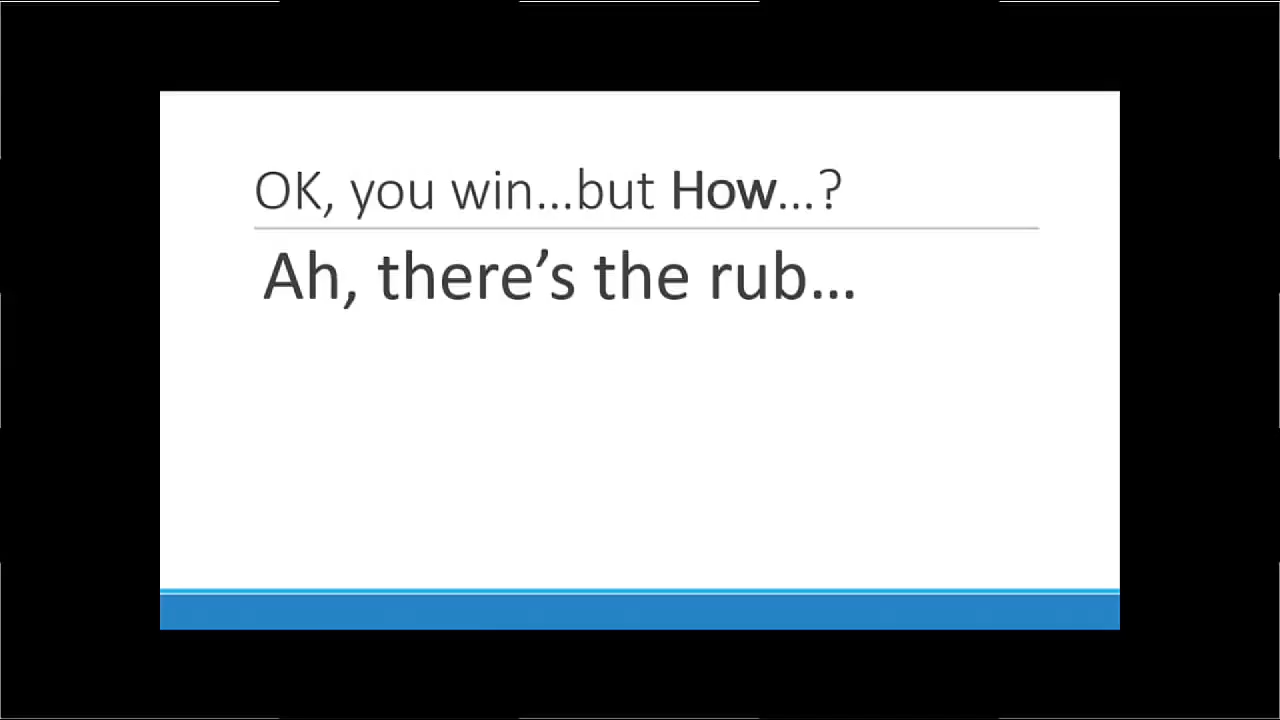 OK, you win…but How…?
Ah, there’s the rub…